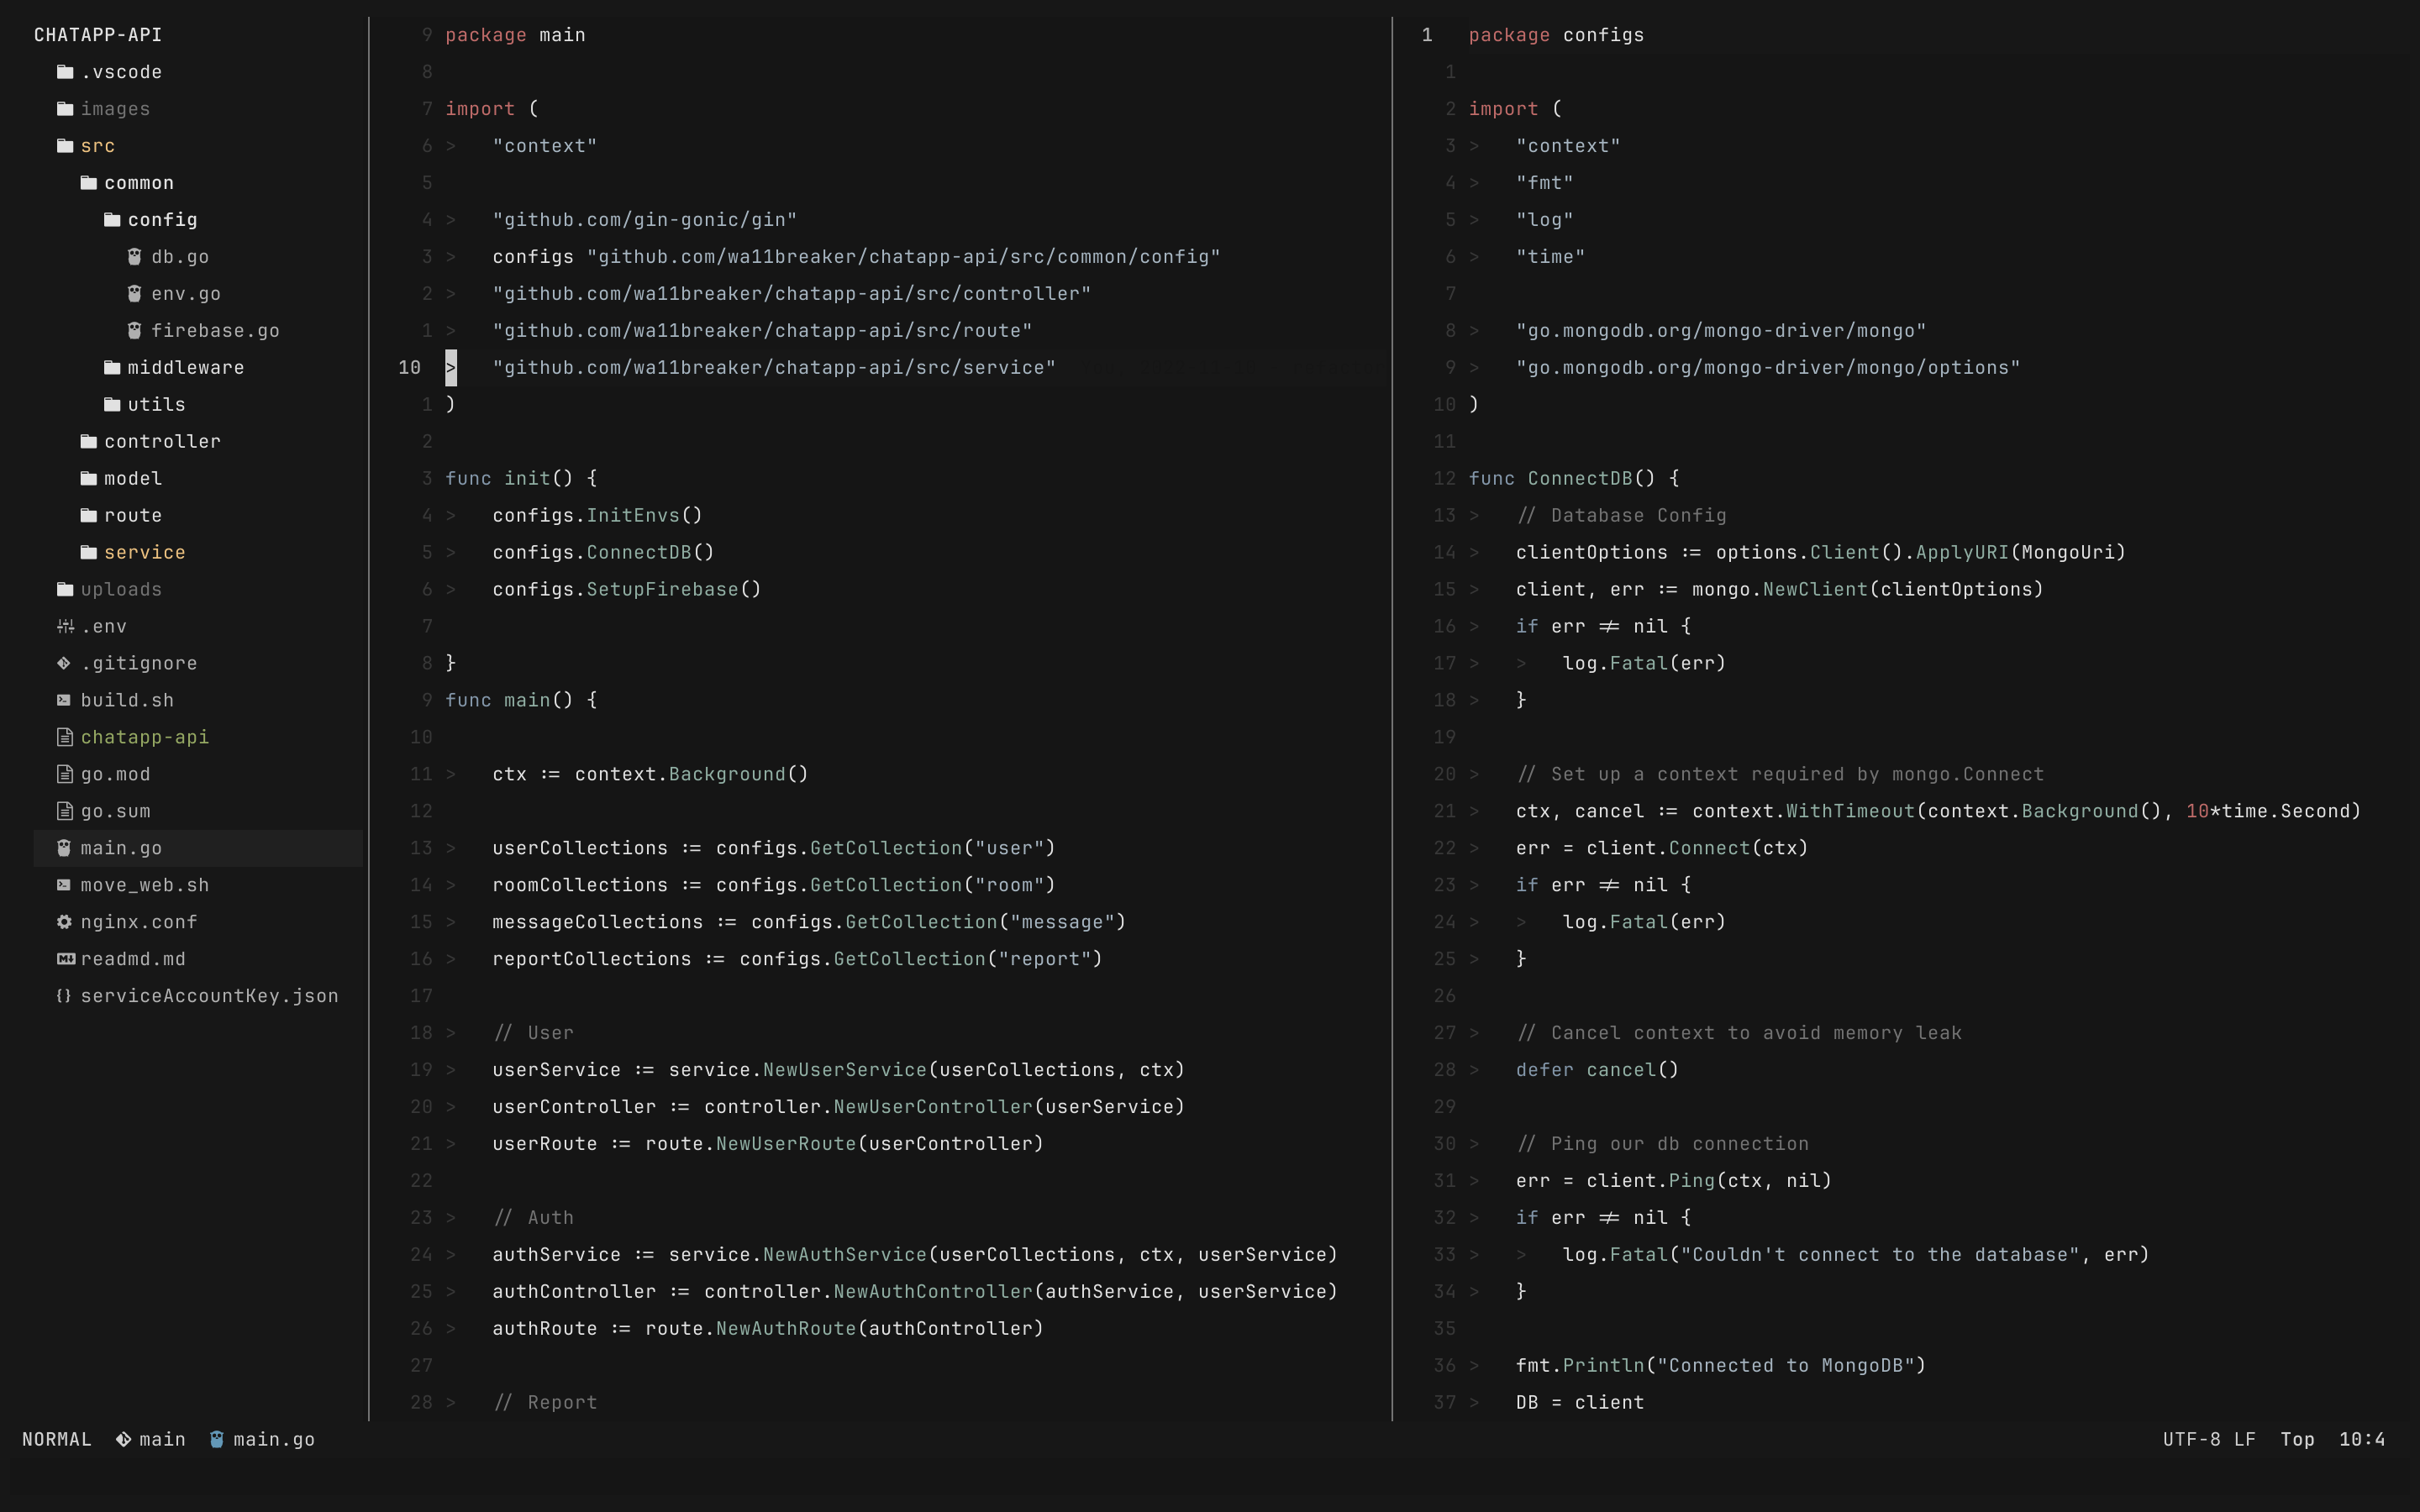 CHATAPP-API
.vscode
images
src
common
config
db.go
env.go
firebase.go
middleware
utils
controller
model
route
service
uploads
.env
.gitignore
build.sh
chatapp-api
go.mod
go.sum
main.go
move_web.sh
nginx.conf
readmd.md
{} serviceAccountKey.json
9 package main
8
7 import (
6 > "context"
5
4 > "github.com/gin-gonic/gin"
3 > configs "github.com/wa11breaker/chatapp-api/src/common/config"
2 > "github.com/wa11breaker/chatapp-api/src/controller"
1 > "github.com/wa11breaker/chatapp-api/src/route"
10 > "github.com/wa11breaker/chatapp-api/src/service"
1 )
2
3 func init() {
4 > configs.InitEnvs()
5 > configs.ConnectDB()
6 > configs.SetupFirebase()
7
8 }
9 func main() {
10
11 > ctx := context.Background()
12
13 > userCollections := configs.GetCollection("user")
14 > roomCollections := configs.GetCollection("room")
15 > messageCollections := configs.GetCollection("message")
16 > reportCollections := configs.GetCollection("report")
17
18 > // User
19 > userService := service.NewUserService(userCollections, ctx)
20 > userController := controller.NewUserController(userService)
21 > userRoute := route.NewUserRoute(userController)
22
23 > // Auth
24 > authService := service.NewAuthService(userCollections, ctx, userService)
25 > authController := controller.NewAuthController(authService, userService)
26 > authRoute := route.NewAuthRoute(authController)
27
28 > // Report
1 package configs
1
2 import (
3 > "context"
4 > "fmt"
5 > "log"
6 > "time"
7
8 > "go.mongodb.org/mongo-driver/mongo"
9 > "go.mongodb.org/mongo-driver/mongo/options"
10 )
11
12 func ConnectDB() {
13 > // Database Config
14 > clientOptions := options.Client().ApplyURI(MongoUri)
15 > client, err := mongo.NewClient(clientOptions)
16 > if err != nil {
17 > > log.Fatal(err)
18 > }
19
20 > // Set up a context required by mongo.Connect
21 > ctx, cancel := context.WithTimeout(context.Background(), 10*time.Second)
22 > err = client.Connect(ctx)
23 > if err != nil {
24 > > log.Fatal(err)
25 > }
26
27 > // Cancel context to avoid memory leak
28 > defer cancel()
29
30 > // Ping our db connection
31 > err = client.Ping(ctx, nil)
32 > if err != nil {
33 > > log.Fatal("Couldn't connect to the database", err)
34 > }
35
36 > fmt.Println("Connected to MongoDB")
37 > DB = client
NORMAL main main.go UTF-8 LF Top 10:4